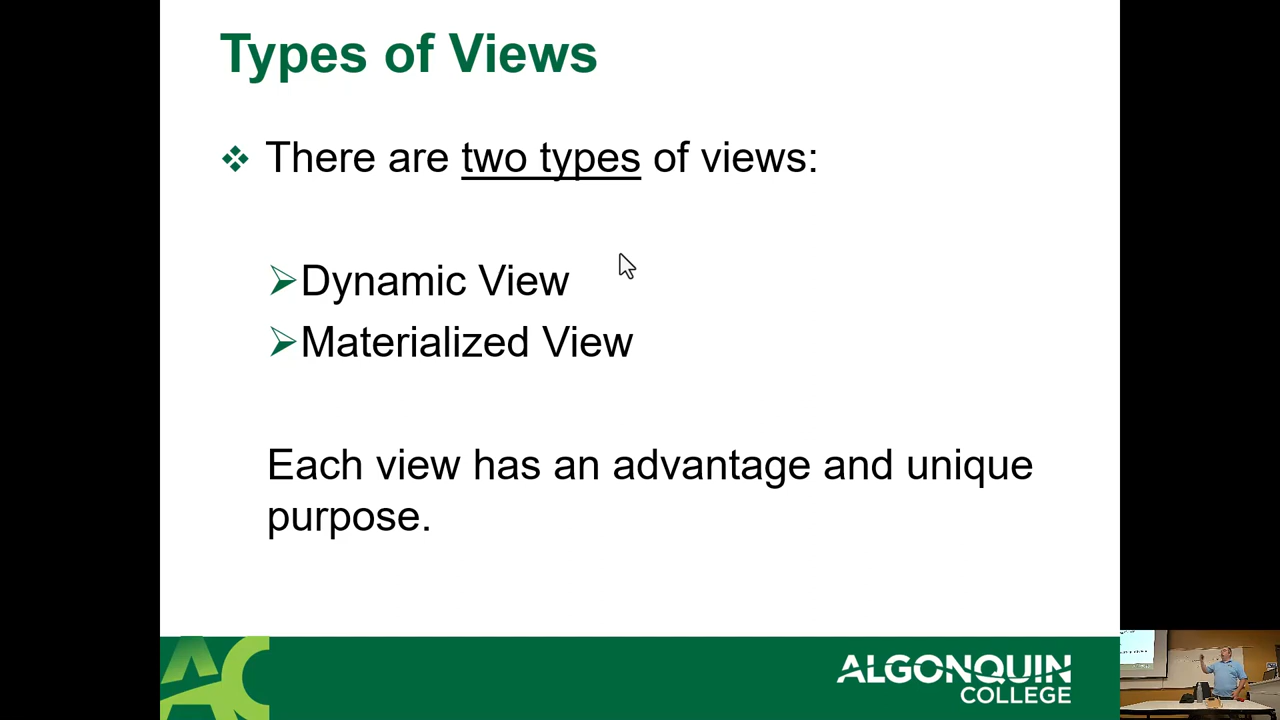 Types of Views
There are two types of views:
Dynamic View
Materialized View
Each view has an advantage and unique
purpose.
AC
ALGONQUIN
COLLEGE